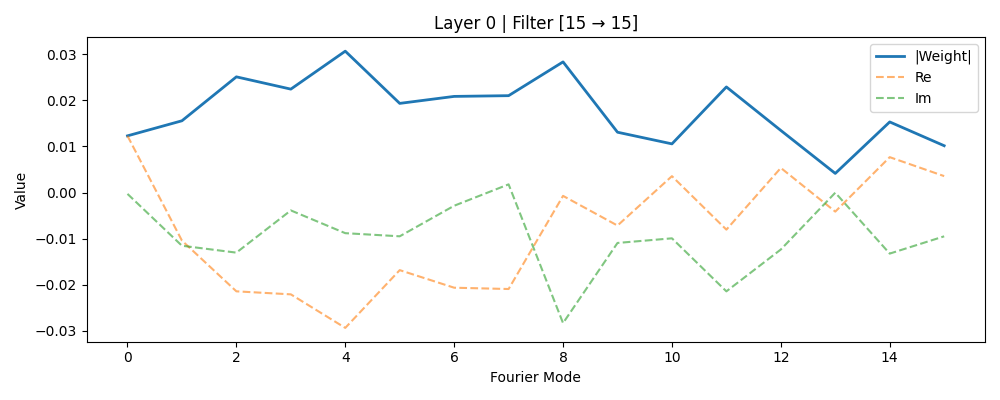 Layer 0 | Filter [15 → 15]
|Weight|
Re
Im
0.03
0.02
0.01
0.00
−0.01
−0.02
−0.03
Value
0 2 4 6 8 10 12 14
Fourier Mode